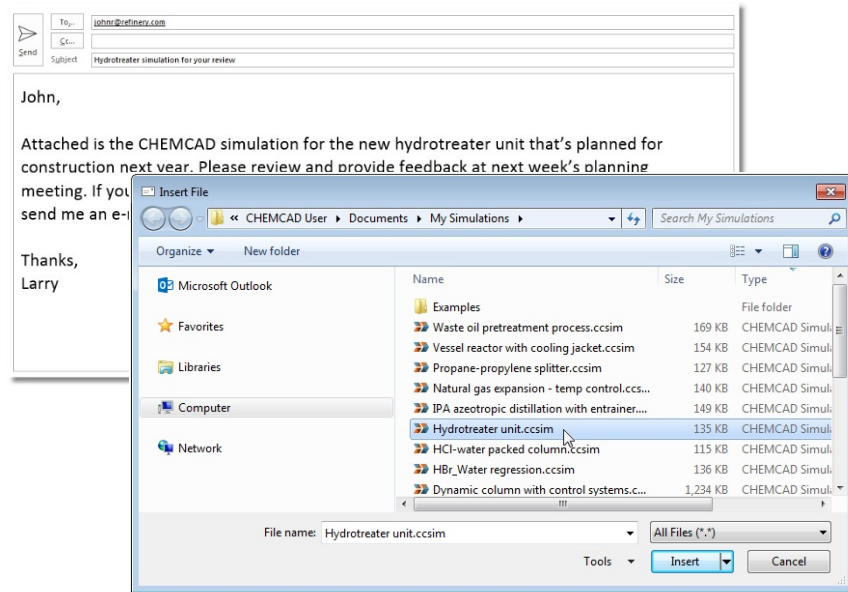 To...
johnr@refinery.com
Cc...
Send
Subject
Hydrotreater simulation for your review
John,
Attached is the CHEMCAD simulation for the new hydrotreater unit that's planned for
construction next year. Please review and provide feedback at next week's planning
meeting. If you
send me an e-
Thanks,
Larry
Insert File
« CHEMCAD User Documents My Simulations
Search My Simulations
Organize
New folder
Microsoft Outlook
Favorites
Libraries
Computer
Network
Name Size Type
Examples File folder
Waste oil pretreatment process.ccsim 169 KB CHEMCAD Simul
Vessel reactor with cooling jacket.ccsim 154 KB CHEMCAD Simul
Propane-propylene splitter.ccsim 127 KB CHEMCAD Simul
Natural gas expansion - temp control.ccs... 140 KB CHEMCAD Simul
IPA azeotropic distillation with entrainer.... 149 KB CHEMCAD Simul
Hydrotreater unit.ccsim 135 KB CHEMCAD Simul
HCl-water packed column.ccsim 115 KB CHEMCAD Simul
HBr_Water regression.ccsim 136 KB CHEMCAD Simul
Dynamic column with control systems.c... 1,234 KB CHEMCAD Simul
File name: Hydrotreater unit.ccsim All Files (*.*)
Tools Insert Cancel